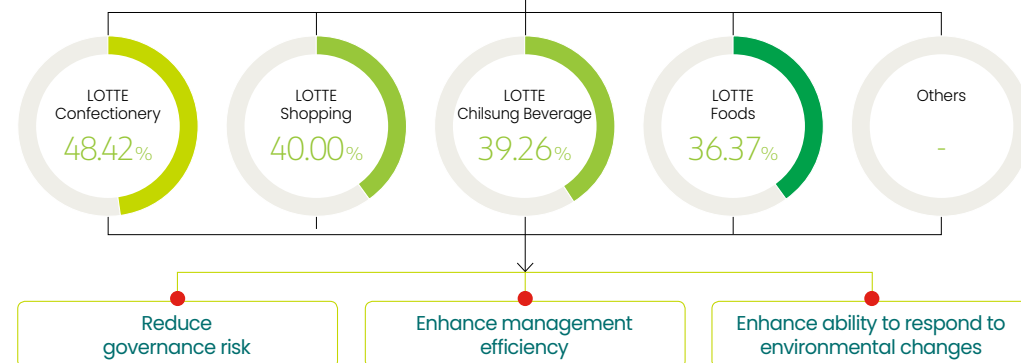 LOTTE
Confectionery
48.42%
LOTTE
Shopping
40.00%
LOTTE
Chilsung Beverage
39.26%
LOTTE
Foods
36.37%
Others
-
Reduce
governance risk
Enhance management
efficiency
Enhance ability to respond to
environmental changes